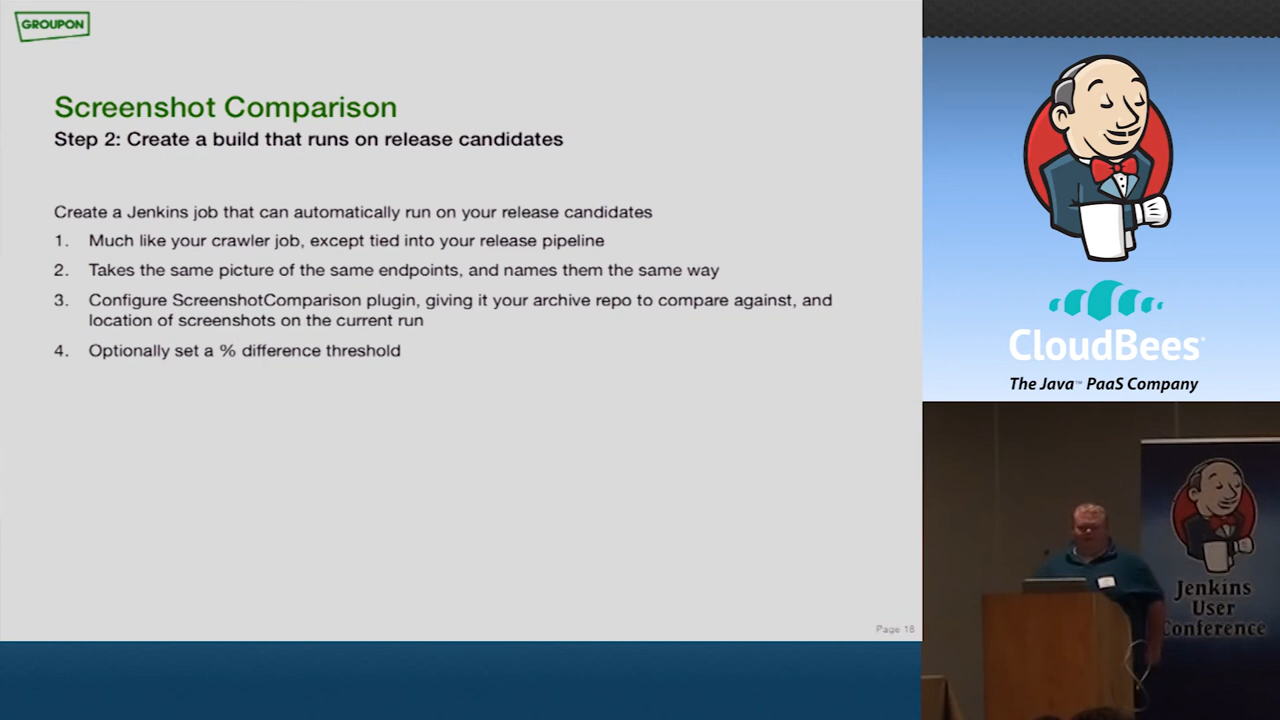 GROUPON
Screenshot Comparison
Step 2: Create a build that runs on release candidates
Create a Jenkins job that can automatically run on your release candidates
1. Much like your crawler job, except tied into your release pipeline
2. Takes the same picture of the same endpoints, and names them the same way
3. Configure ScreenshotComparison plugin, giving it your archive repo to compare against, and
location of screenshots on the current run
4. Optionally set a % difference threshold
Page 18
CloudBees®
The Java™ PaaS Company
Jenkins
User
Conference